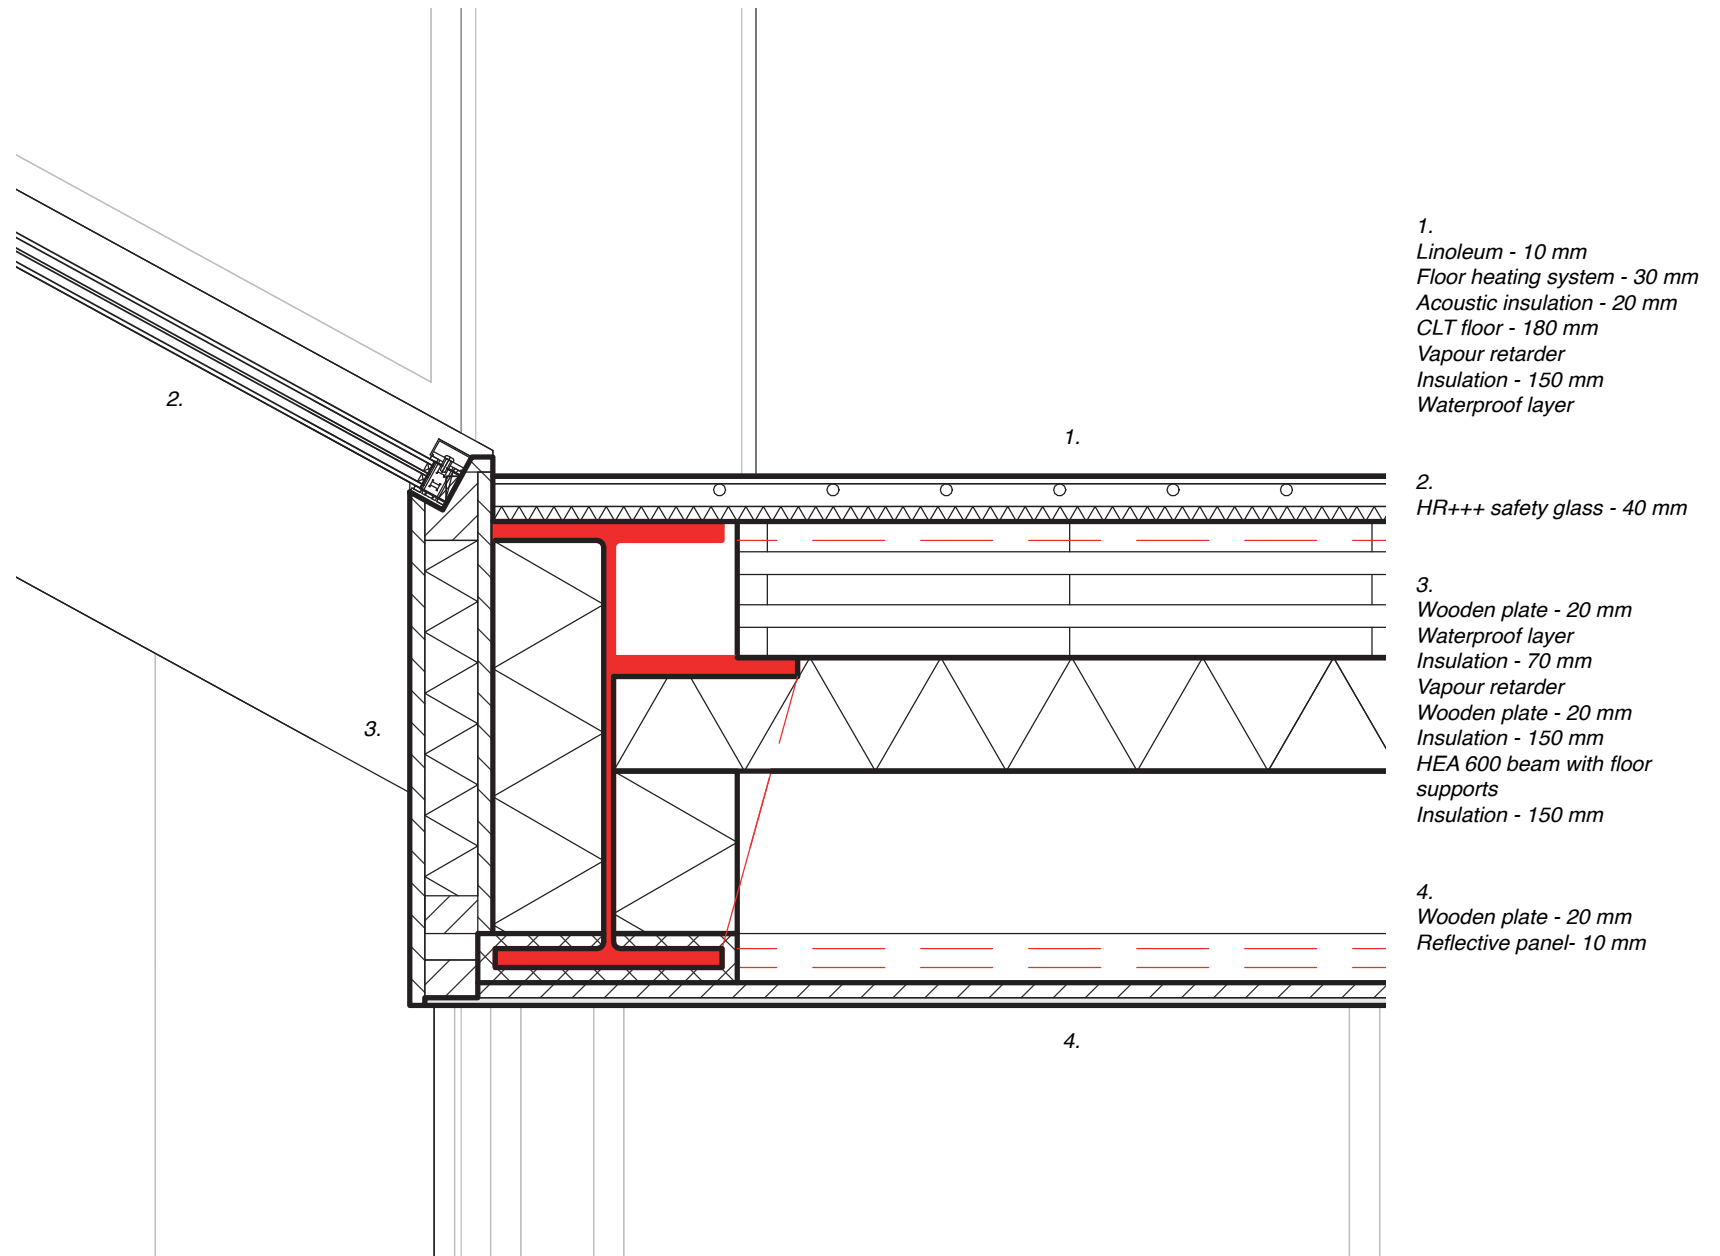 1.
Linoleum - 10 mm
Floor heating system - 30 mm
Acoustic insulation - 20 mm
CLT floor - 180 mm
Vapour retarder
Insulation - 150 mm
Waterproof layer
2.
HR+++ safety glass - 40 mm
3.
Wooden plate - 20 mm
Waterproof layer
Insulation - 70 mm
Vapour retarder
Wooden plate - 20 mm
Insulation - 150 mm
HEA 600 beam with floor
supports
Insulation - 150 mm
4.
Wooden plate - 20 mm
Reflective panel- 10 mm
2.
1.
3.
4.